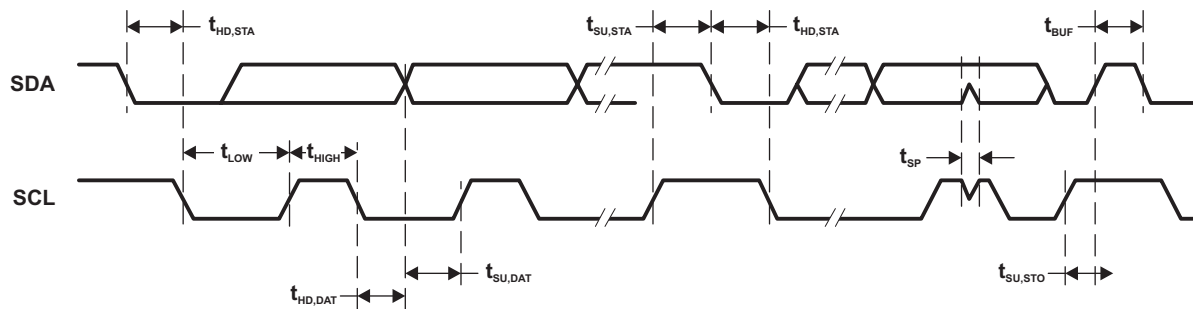 tHD,STA
tSU,STA
tHD,STA
tBUF
SDA
tLOW
tHIGH
tSP
SCL
tSU,DAT
tHD,DAT
tSU,STO